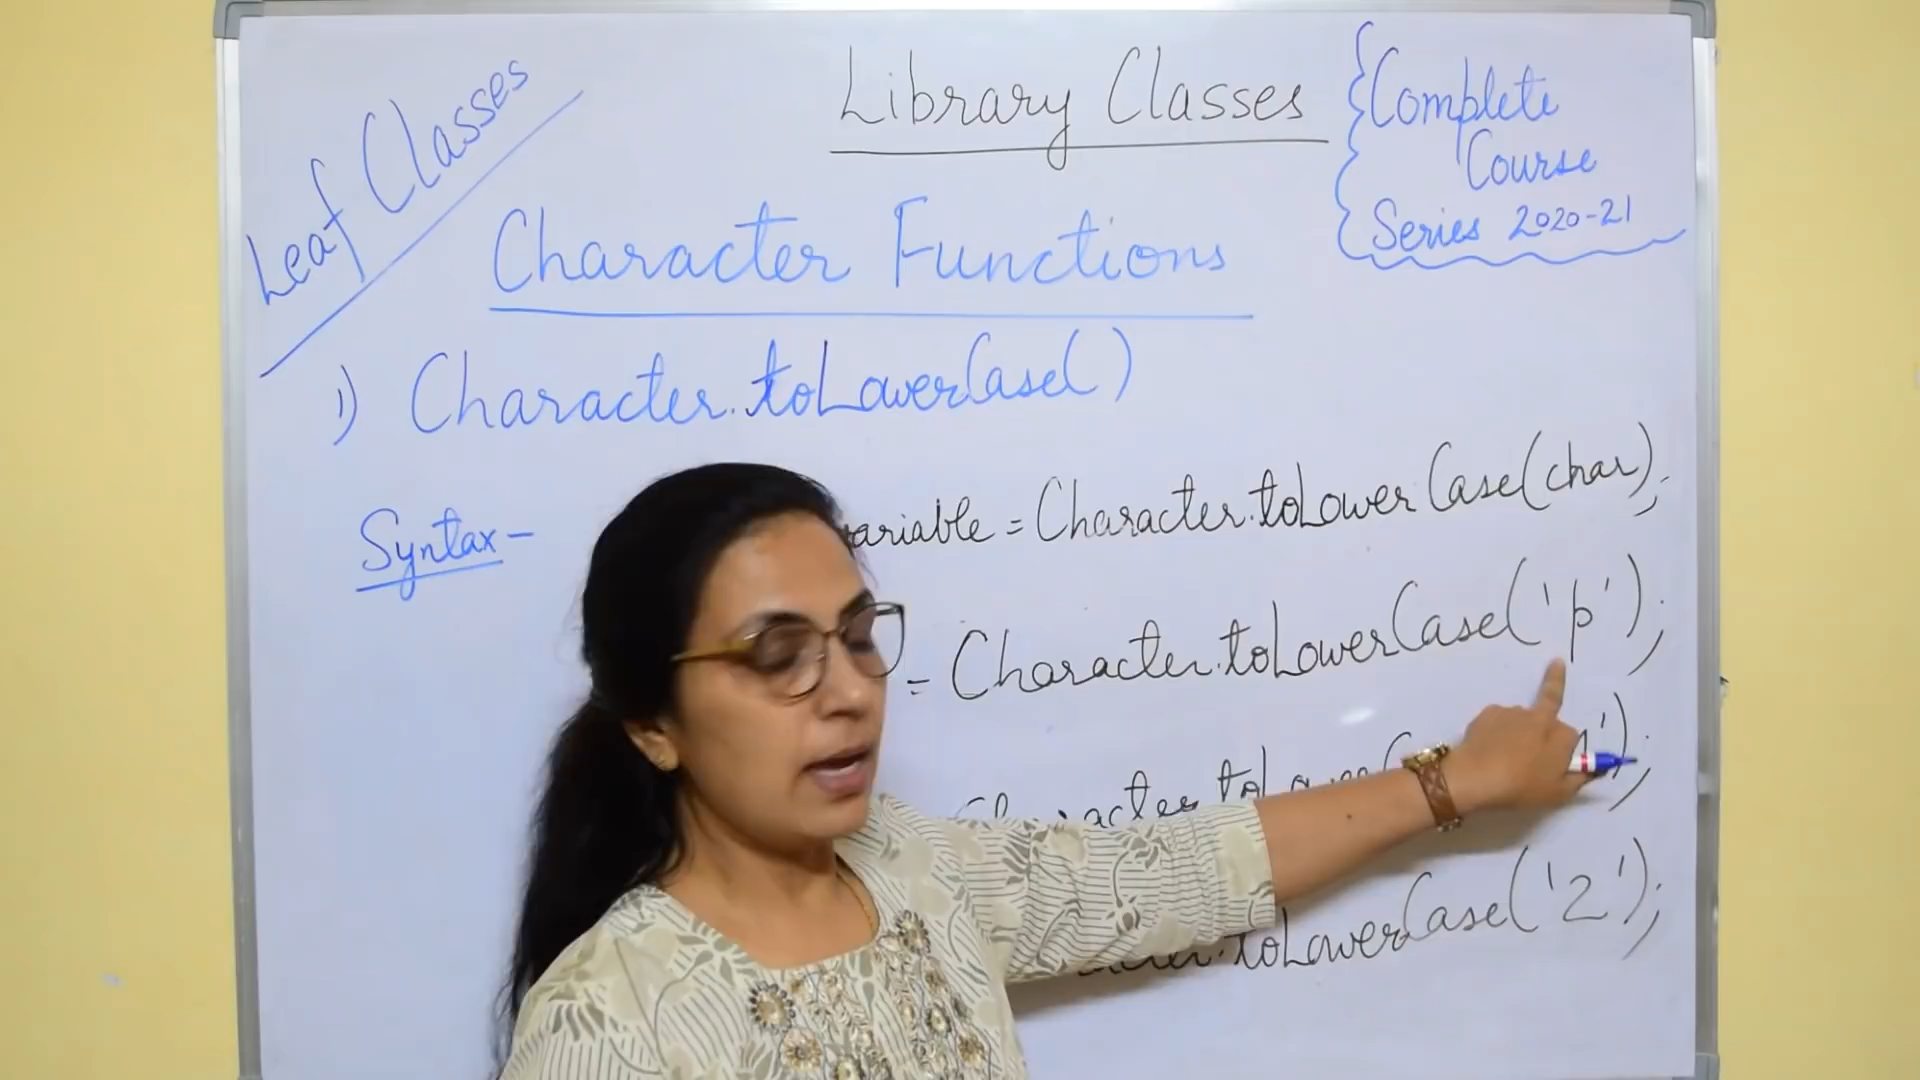 Leaf Classes
Library Classes
Complete
Course
Series 2020-21
Character Functions
1) Character.toLowerCase()
Syntax- variable = Character.toLowerCase(char);
= Character.toLowerCase('p');
');
toLowerCase('2');